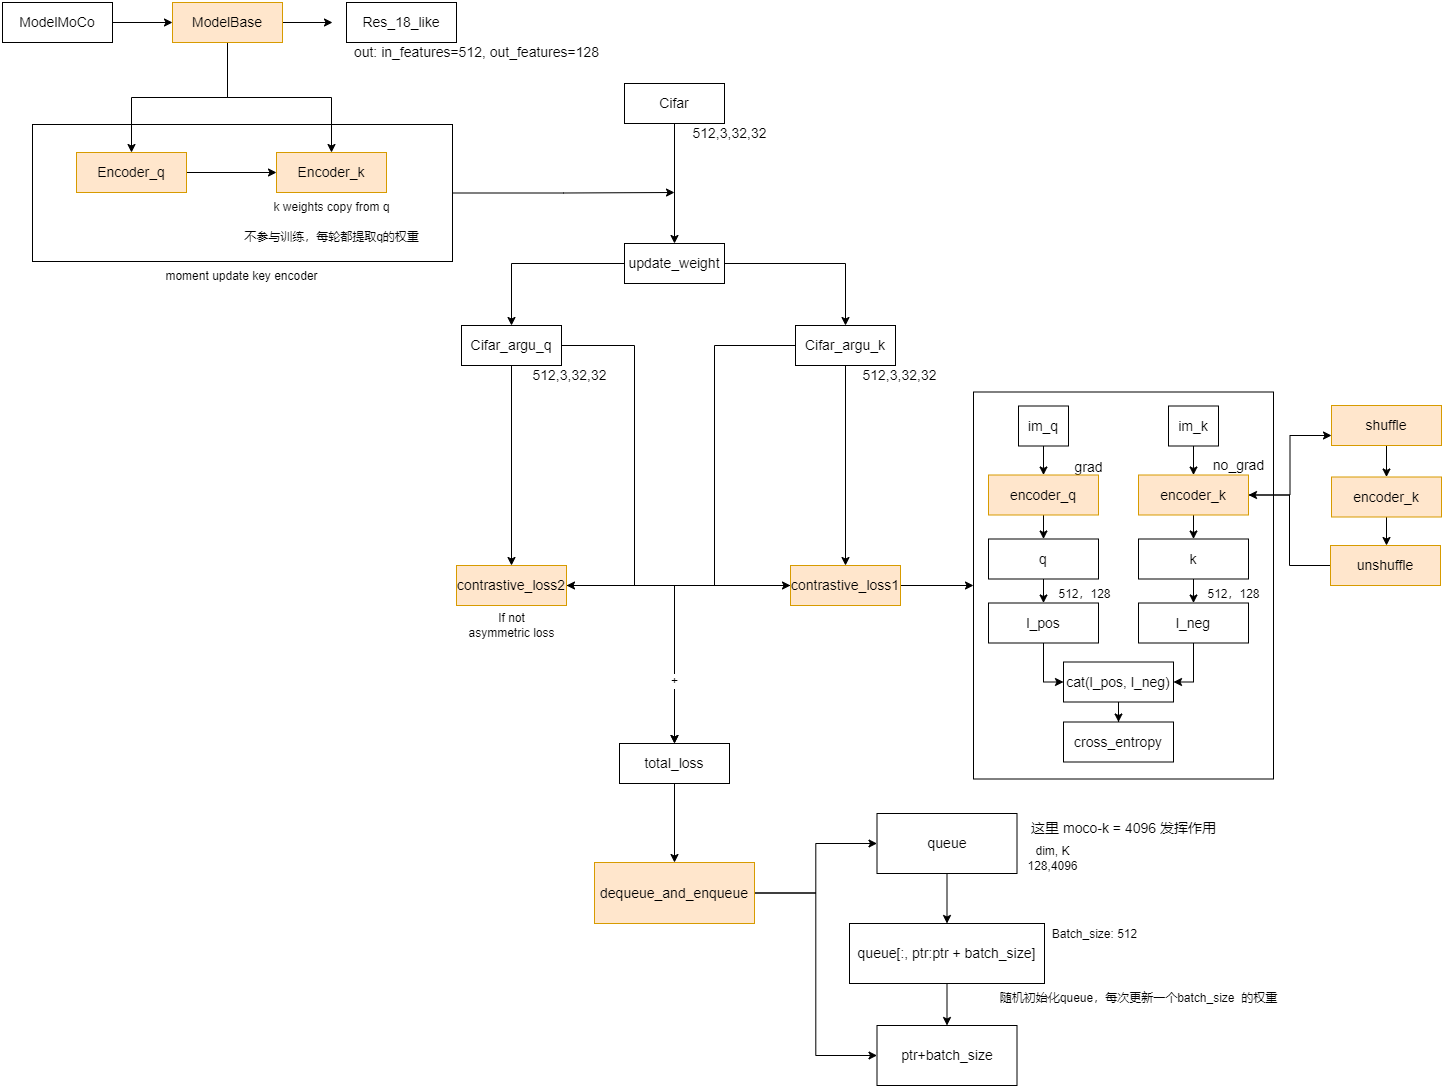 ModelMoCo
ModelBase
Res_18_like
out: in_features=512, out_features=128
Cifar
512,3,32,32
Encoder_q
Encoder_k
k weights copy from q
不参与训练，每轮都提取q的权重
moment update key encoder
update_weight
Cifar_argu_q
512,3,32,32
Cifar_argu_k
512,3,32,32
im_q
im_k
grad
no_grad
encoder_q
encoder_k
q
k
512，128
512，128
l_pos
l_neg
cat(l_pos, l_neg)
cross_entropy
shuffle
encoder_k
unshuffle
contrastive_loss2
If not
asymmetric loss
contrastive_loss1
+
total_loss
dequeue_and_enqueue
queue
这里 moco-k = 4096 发挥作用
dim, K
128,4096
queue[:, ptr:ptr + batch_size]
Batch_size: 512
随机初始化queue，每次更新一个batch_size 的权重
ptr+batch_size